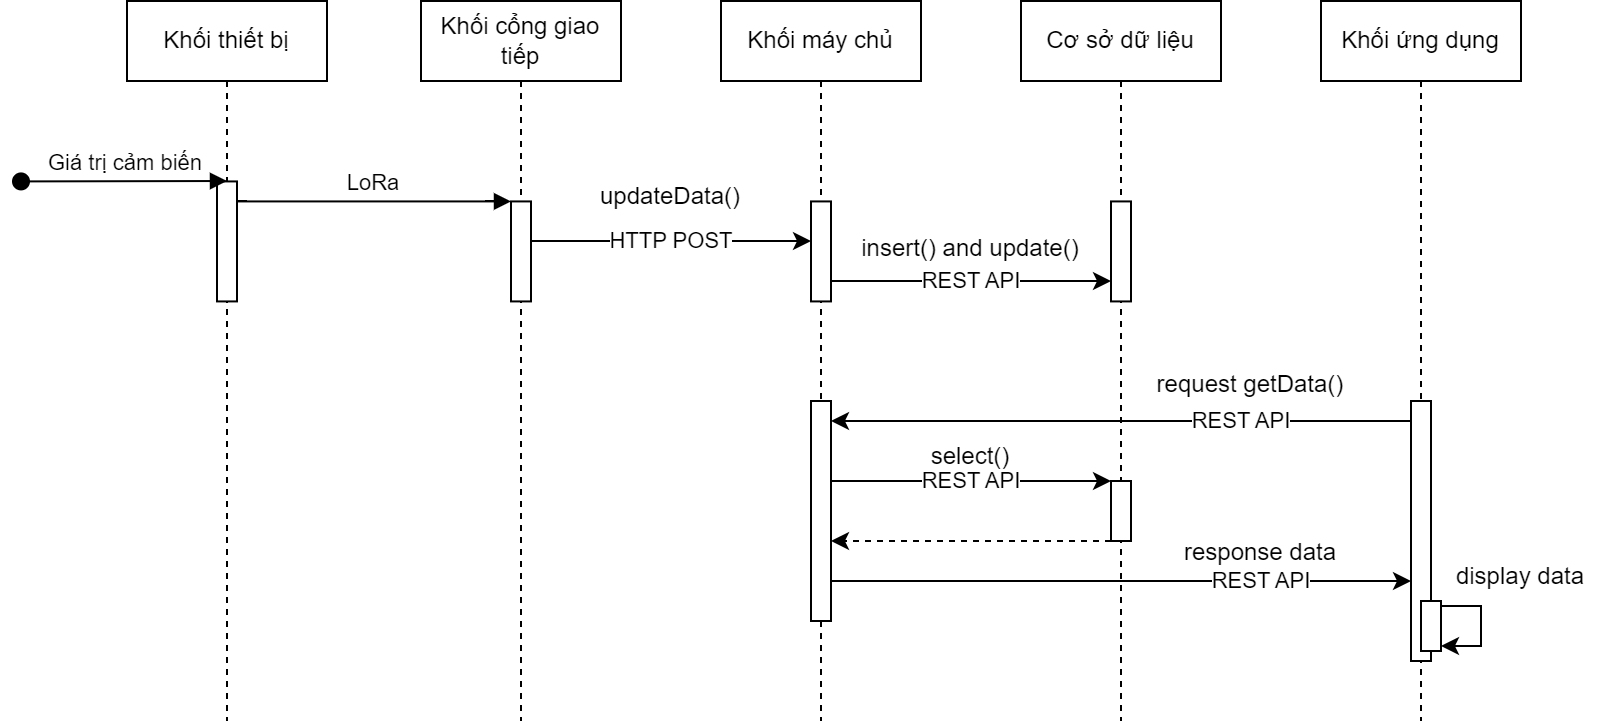 Khối thiết bị
Khối cổng giao
tiếp
Khối máy chủ
Cơ sở dữ liệu
Khối ứng dụng
Giá trị cảm biến
LoRa
updateData()
HTTP POST
insert() and update()
REST API
request getData()
REST API
select()
REST API
response data
REST API
display data